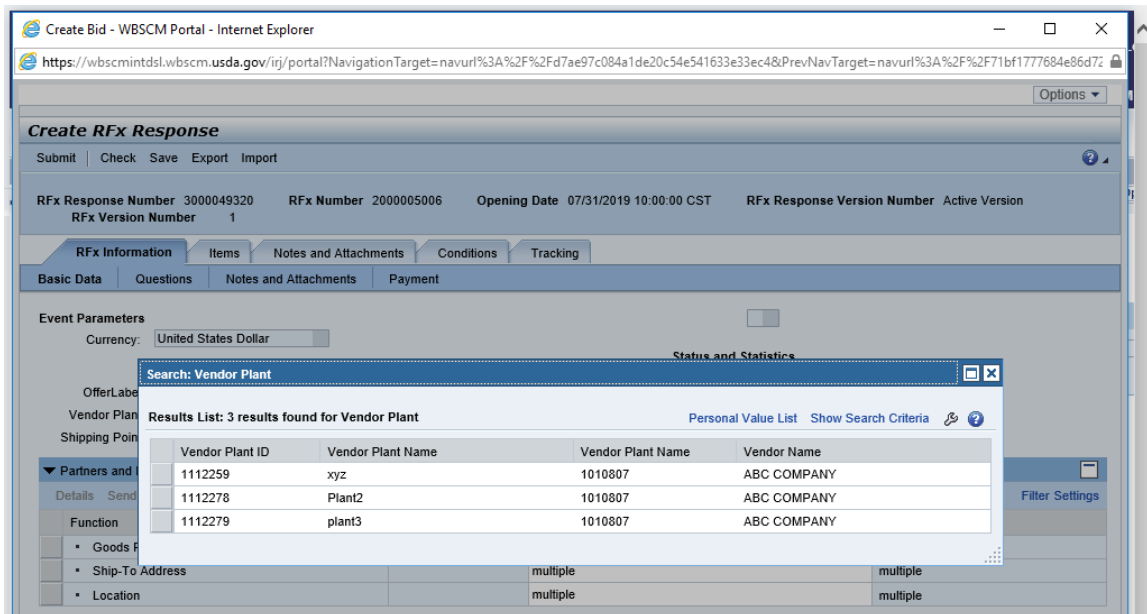 Create Bid - WBSCM Portal - Internet Explorer
https://wbscmintdsl.wbscm.usda.gov/irj/portal?NavigationTarget=navurl%3A%2F%2Fd7ae97c084a1de20c54e541633e33ec4&PrevNavTarget=navurl%3A%2F%2F71bf1777684e86d72
Options
Create RFx Response
Submit Check Save Export Import
RFx Response Number 3000049320 RFx Number 2000005006 Opening Date 07/31/2019 10:00:00 CST RFx Response Version Number Active Version
RFx Version Number 1
RFx Information Items Notes and Attachments Conditions Tracking
Basic Data Questions Notes and Attachments Payment
Event Parameters
Currency: United States Dollar
Status and Statistics
Search: Vendor Plant
OfferLabe
Vendor Plan Results List: 3 results found for Vendor Plant Personal Value List Show Search Criteria
Shipping Poin
Vendor Plant ID Vendor Plant Name Vendor Plant Name Vendor Name
Partners and 1112259 xyz 1010807 ABC COMPANY
Details Send 1112278 Plant2 1010807 ABC COMPANY Filter Settings
Function 1112279 plant3 1010807 ABC COMPANY
Goods
Ship-To Address multiple multiple
Location multiple multiple